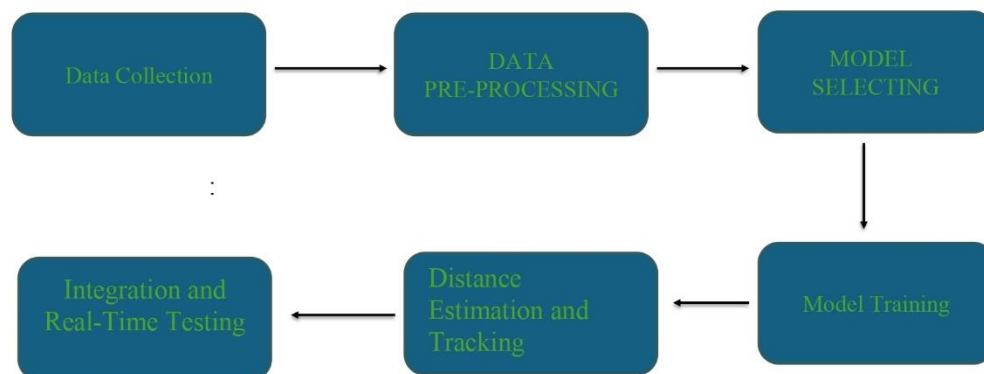 Data Collection
DATA
PRE-PROCESSING
MODEL
SELECTING
:
Model Training
Distance
Estimation and
Tracking
Integration and
Real-Time Testing